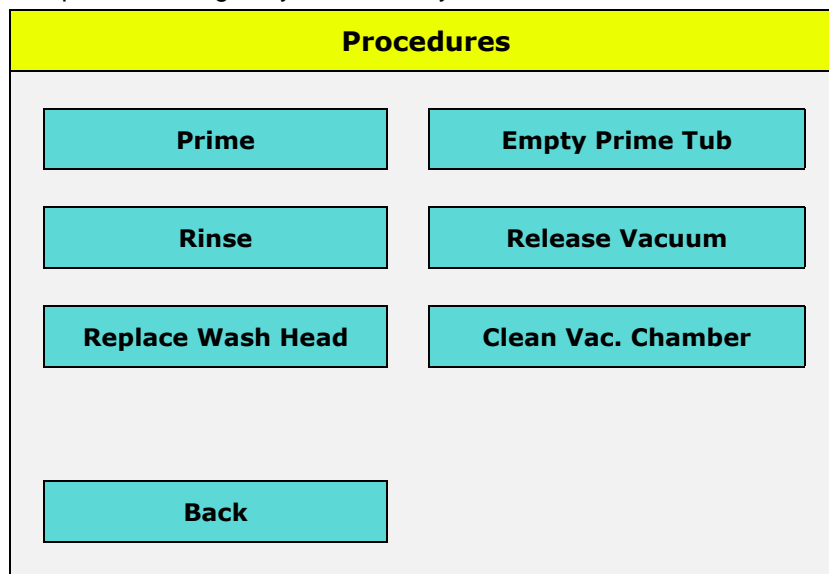 Procedures
Prime
Empty Prime Tub
Rinse
Release Vacuum
Replace Wash Head
Clean Vac. Chamber
Back